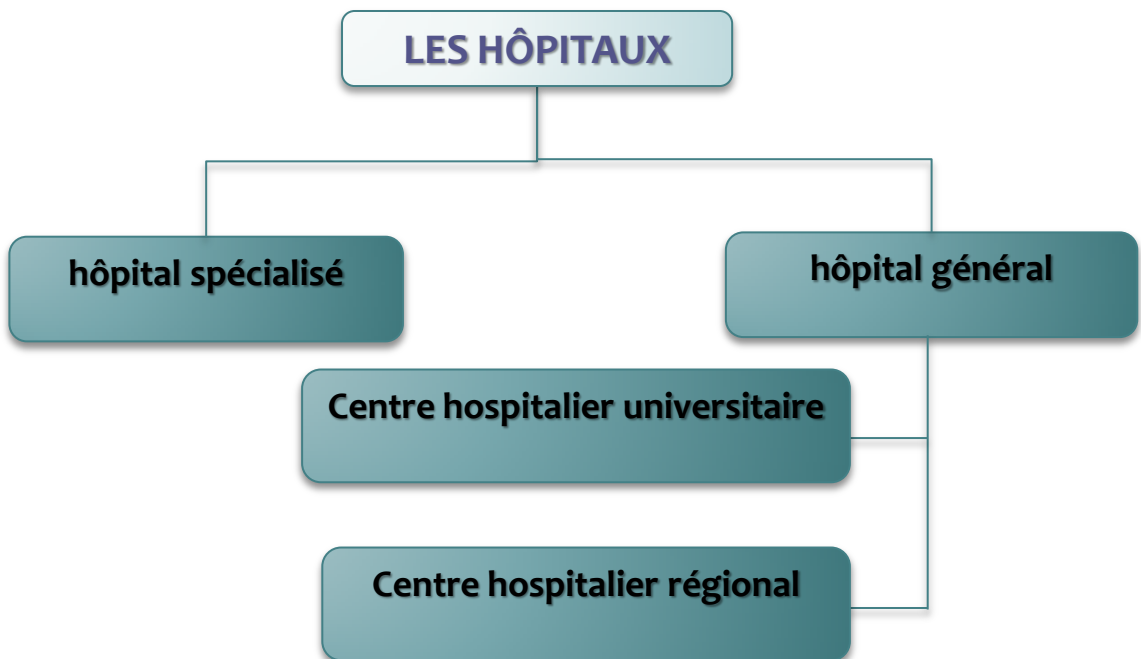 LES HÔPITAUX
hôpital spécialisé
hôpital général
Centre hospitalier universitaire
Centre hospitalier régional